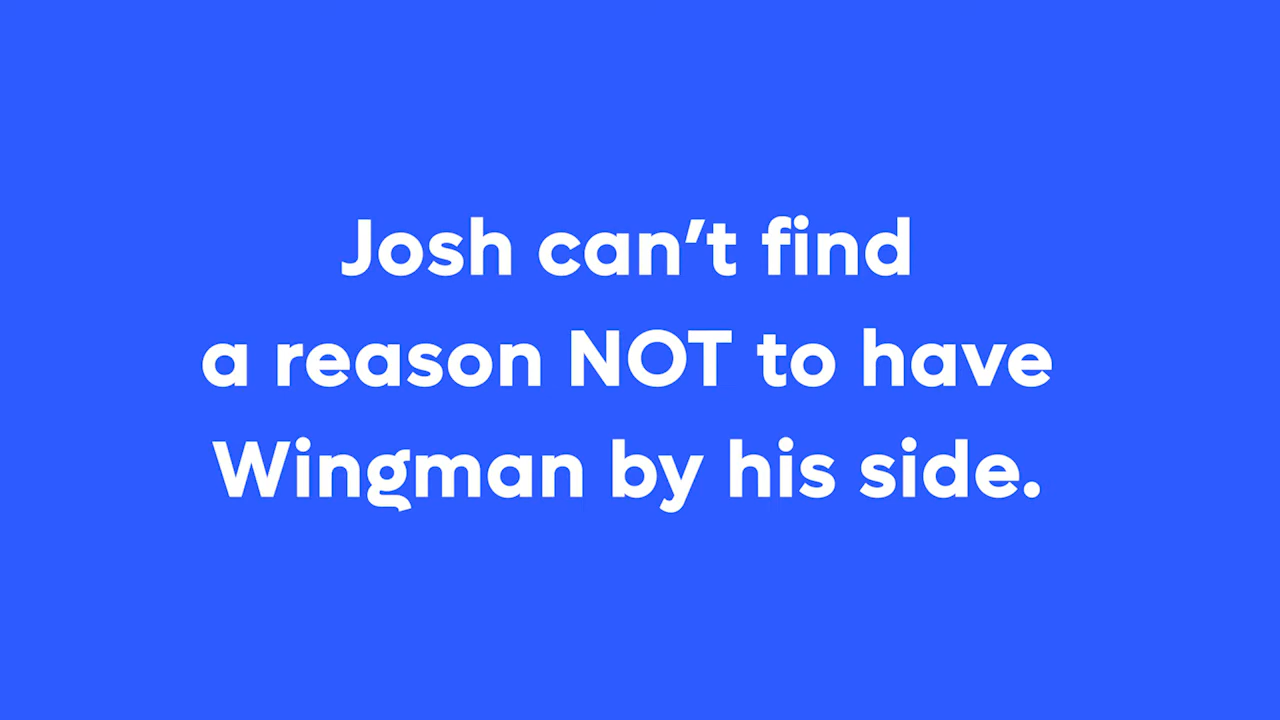 Josh can’t find
a reason NOT to have
Wingman by his side.